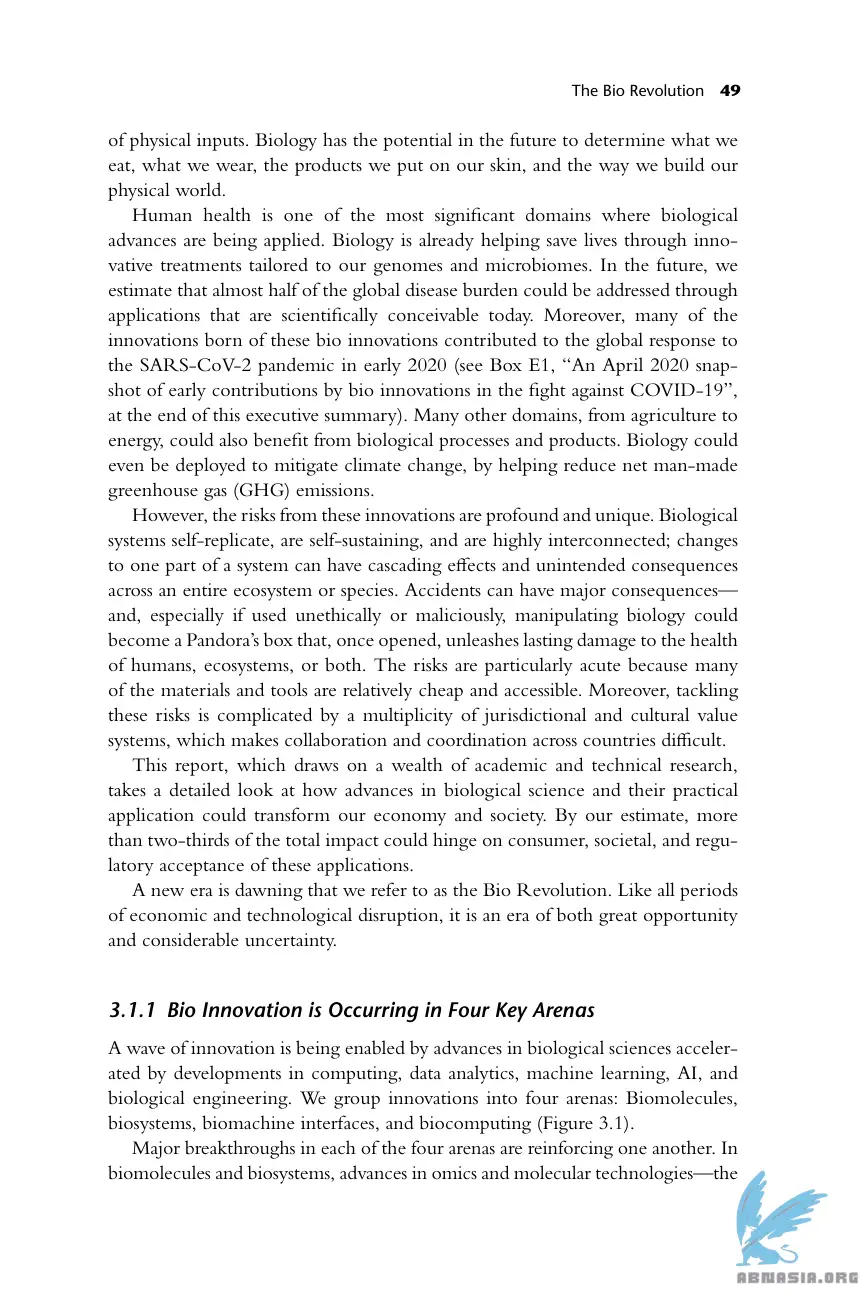 The Bio Revolution 49
of physical inputs. Biology has the potential in the future to determine what we
eat, what we wear, the products we put on our skin, and the way we build our
physical world.
Human health is one of the most significant domains where biological
advances are being applied. Biology is already helping save lives through inno-
vative treatments tailored to our genomes and microbiomes. In the future, we
estimate that almost half of the global disease burden could be addressed through
applications that are scientifically conceivable today. Moreover, many of the
innovations born of these bio innovations contributed to the global response to
the SARS-CoV-2 pandemic in early 2020 (see Box E1, “An April 2020 snap-
shot of early contributions by bio innovations in the fight against COVID-19”,
at the end of this executive summary). Many other domains, from agriculture to
energy, could also benefit from biological processes and products. Biology could
even be deployed to mitigate climate change, by helping reduce net man-made
greenhouse gas (GHG) emissions.
However, the risks from these innovations are profound and unique. Biological
systems self-replicate, are self-sustaining, and are highly interconnected; changes
to one part of a system can have cascading effects and unintended consequences
across an entire ecosystem or species. Accidents can have major consequences—
and, especially if used unethically or maliciously, manipulating biology could
become a Pandora’s box that, once opened, unleashes lasting damage to the health
of humans, ecosystems, or both. The risks are particularly acute because many
of the materials and tools are relatively cheap and accessible. Moreover, tackling
these risks is complicated by a multiplicity of jurisdictional and cultural value
systems, which makes collaboration and coordination across countries difficult.
This report, which draws on a wealth of academic and technical research,
takes a detailed look at how advances in biological science and their practical
application could transform our economy and society. By our estimate, more
than two-thirds of the total impact could hinge on consumer, societal, and regu-
latory acceptance of these applications.
A new era is dawning that we refer to as the Bio Revolution. Like all periods
of economic and technological disruption, it is an era of both great opportunity
and considerable uncertainty.
3.1.1 Bio Innovation is Occurring in Four Key Arenas
A wave of innovation is being enabled by advances in biological sciences acceler-
ated by developments in computing, data analytics, machine learning, AI, and
biological engineering. We group innovations into four arenas: Biomolecules,
biosystems, biomachine interfaces, and biocomputing (Figure 3.1).
Major breakthroughs in each of the four arenas are reinforcing one another. In
biomolecules and biosystems, advances in omics and molecular technologies—the
ABNASIA.ORG